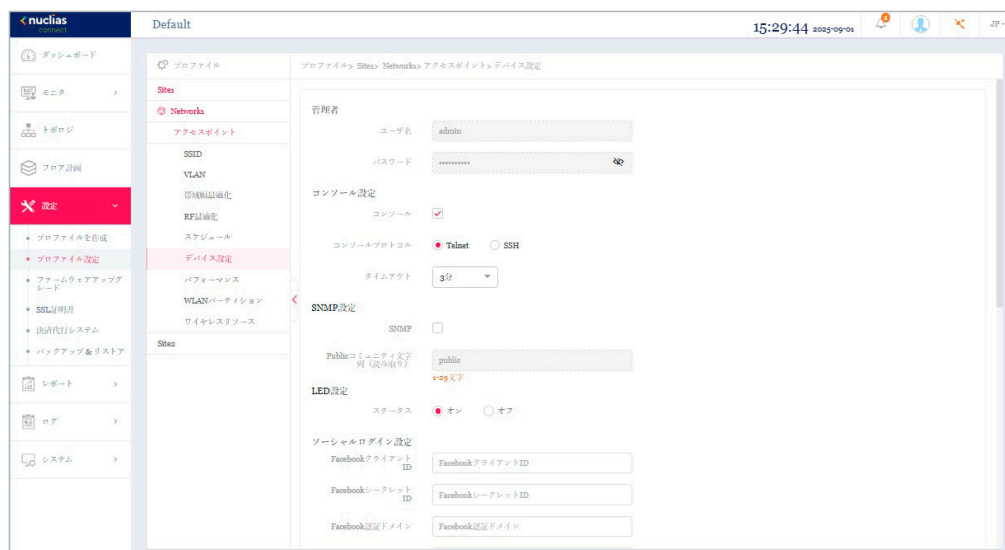 nuclias
connect
Default
15:29:44 2025-09-01
1
JP
ダッシュボード
モニタ
トポロジ
フロア計画
設定
プロファイルを作成
プロファイル設定
ファームウェアアップグ
レード
SSL証明書
決済代行システム
バックアップ&リストア
レポート
ログ
システム
プロファイル
Site1
Network1
アクセスポイント
SSID
VLAN
帯域幅最適化
RF最適化
スケジュール
デバイス設定
パフォーマンス
WLANパーティション
ワイヤレスリソース
Site2
プロファイル> Site1> Network1> アクセスポイント> デバイス設定
管理者
ユーザ名 admin
パスワード ••••••••••
コンソール設定
コンソール
コンソールプロトコル Telnet SSH
タイムアウト 3分
SNMP設定
SNMP
Publicコミュニティ文字
列（読み取り） public
1-29文字
LED設定
ステータス オン オフ
ソーシャルログイン設定
Facebookクライアント
ID FacebookクライアントID
Facebookシークレット
ID FacebookシークレットID
Facebook認証ドメイン Facebook認証ドメイン